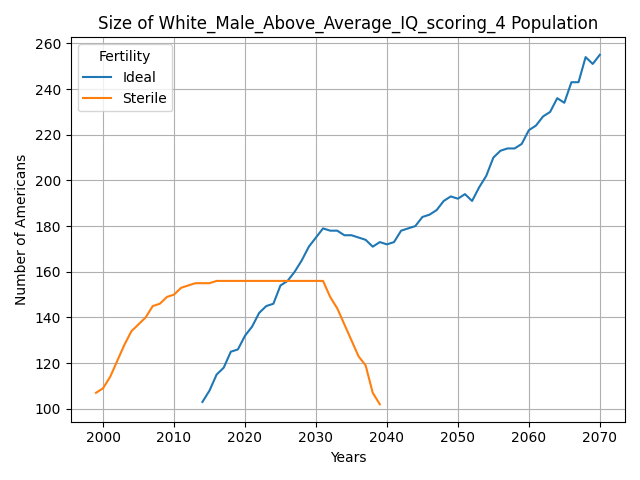 Size of White_Male_Above_Average_IQ_scoring_4 Population
Fertility
Ideal
Sterile
Number of Americans
260
240
220
200
180
160
140
120
100
2000 2010 2020 2030 2040 2050 2060 2070
Years